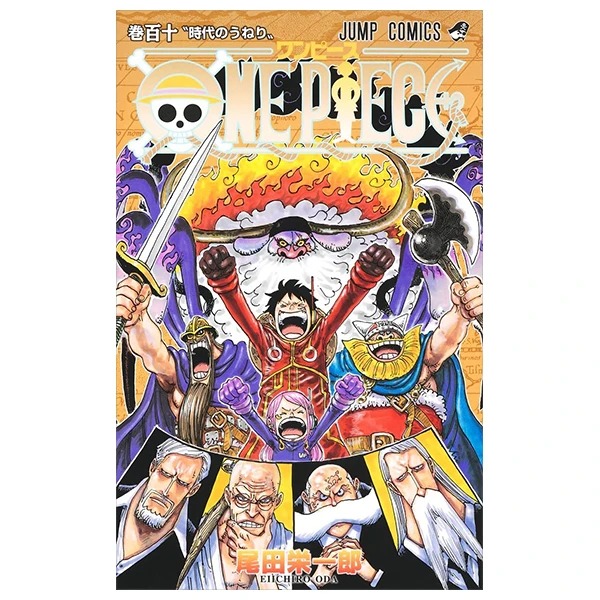 巻百十 〝時代のうねり〟
JUMP COMICS
ワンピース
ONE PIECE
尾田栄一郎
EIICHIRO ODA